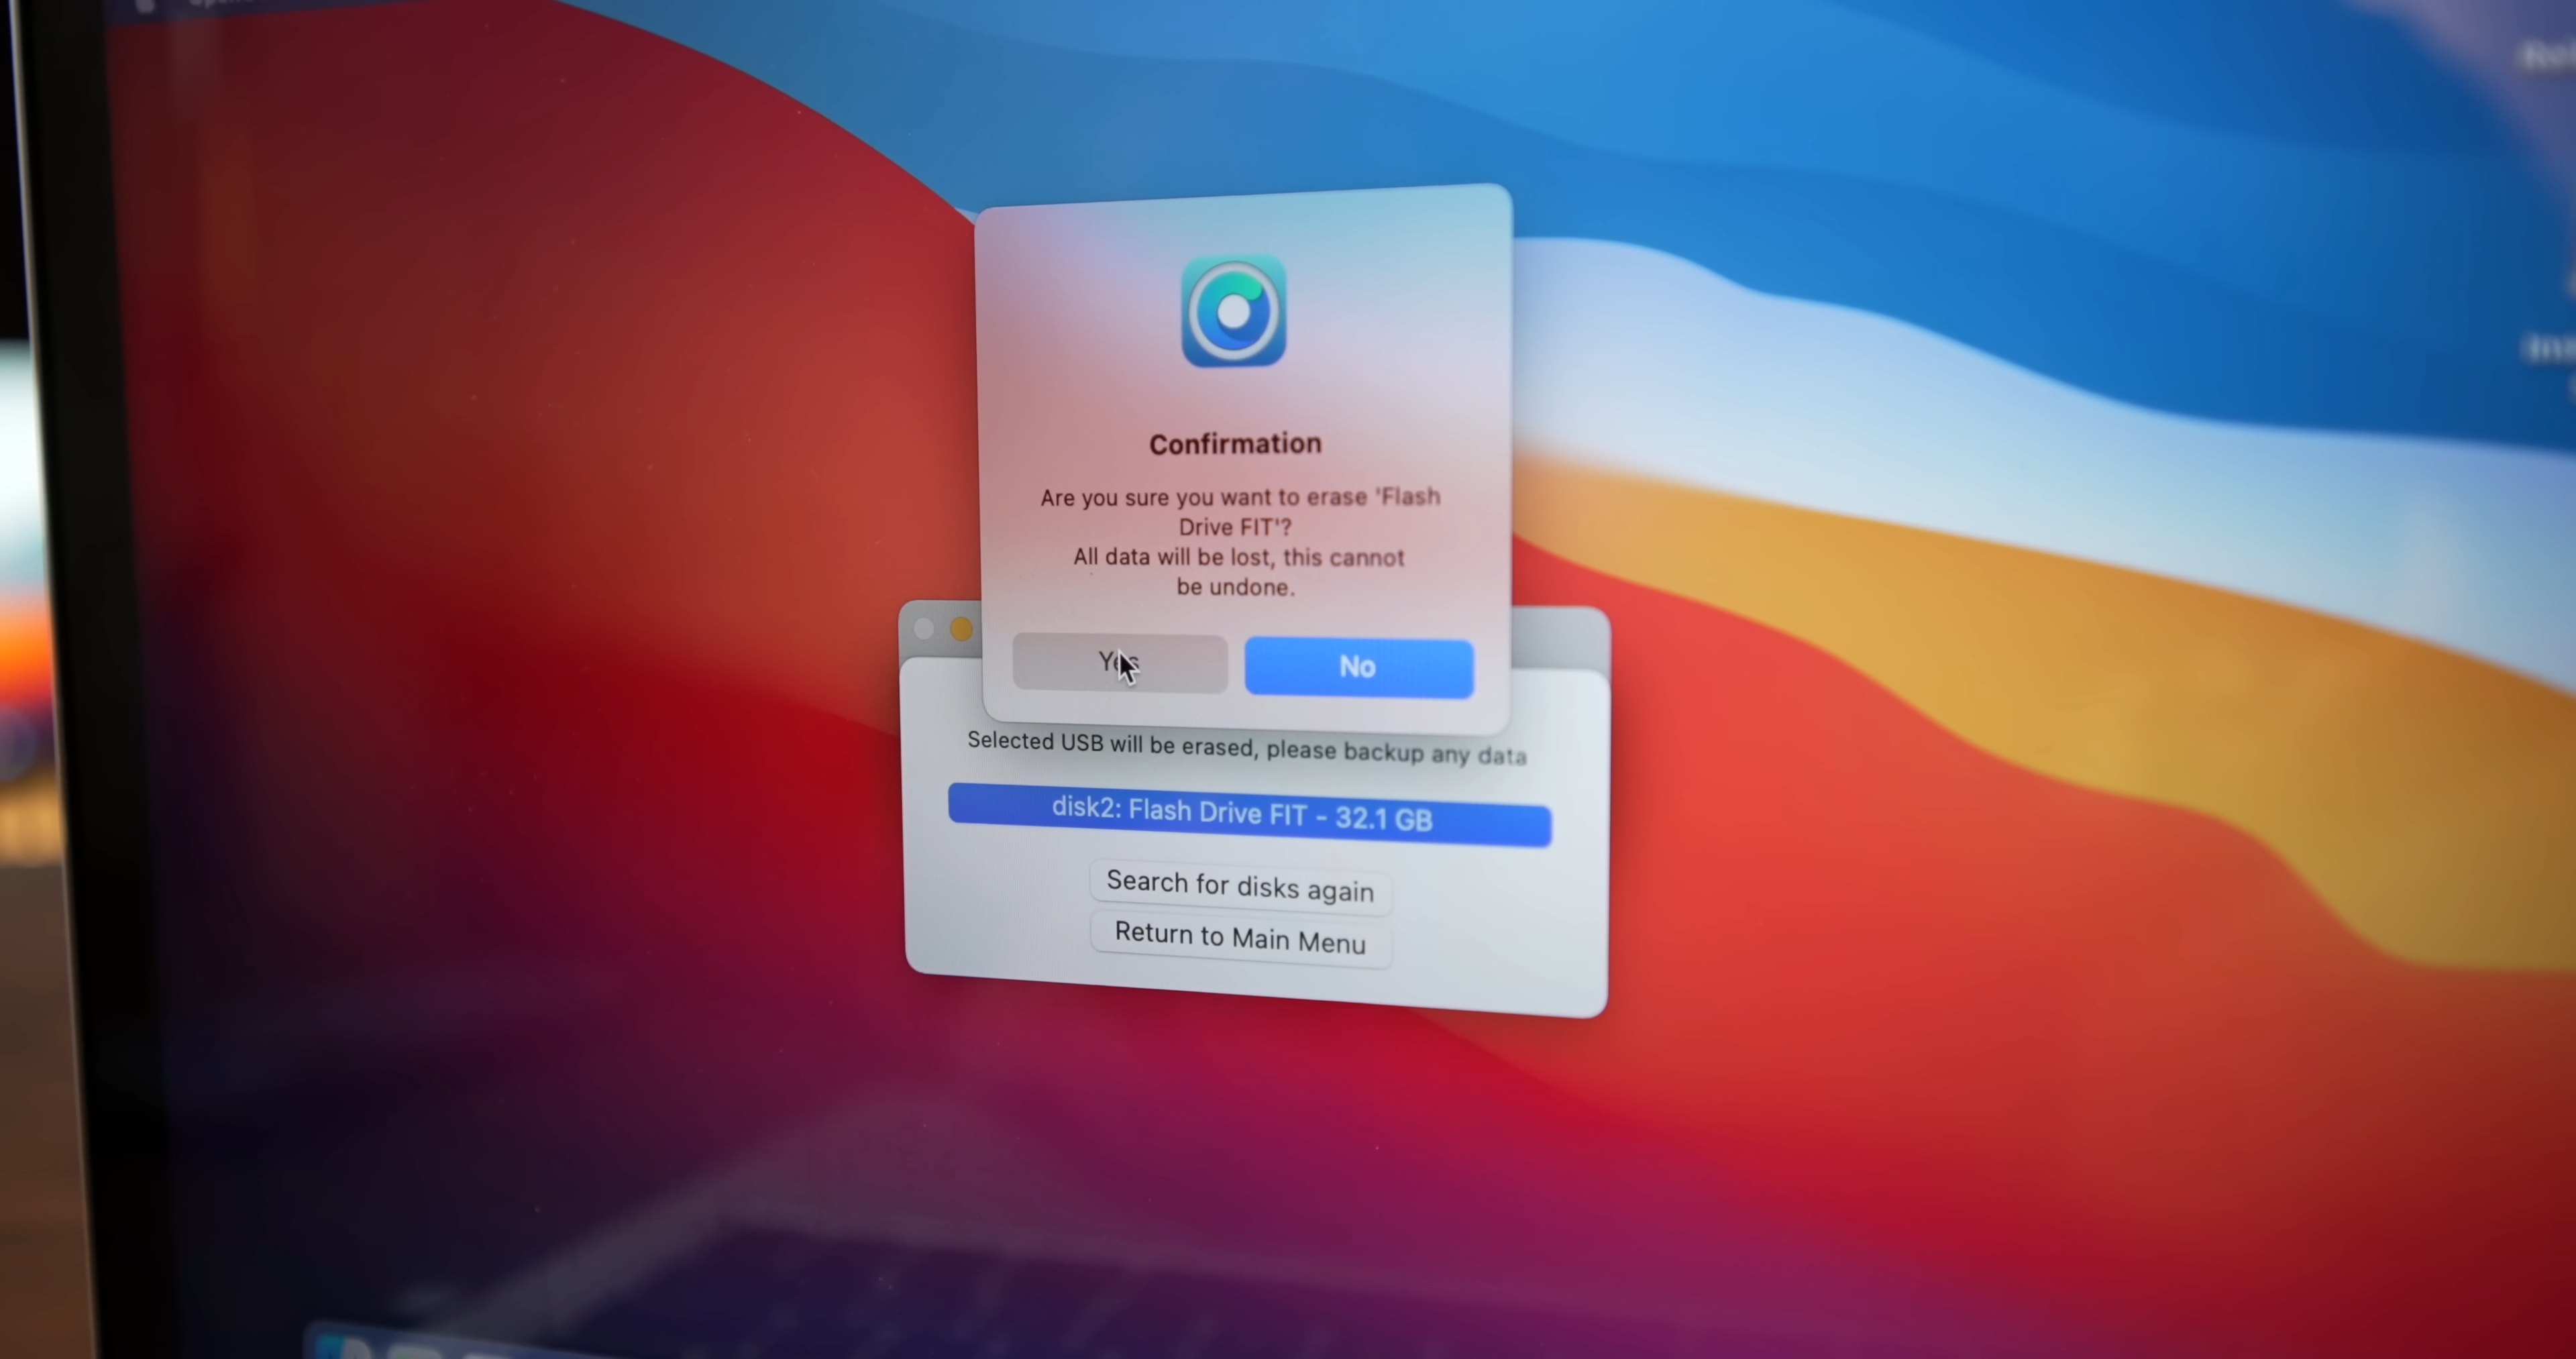 Confirmation
Are you sure you want to erase 'Flash
Drive FIT'?
All data will be lost, this cannot
be undone.
Yes
No
Selected USB will be erased, please backup any data
disk2: Flash Drive FIT - 32.1 GB
Search for disks again
Return to Main Menu